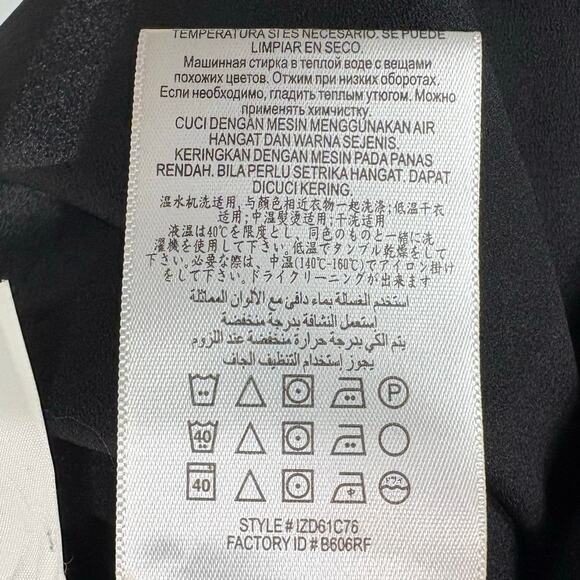 TEMPERATURA SI ES NECESARIO. SE PUEDE
LIMPIAR EN SECO.
Машинная стирка в теплой воде с вещами
похожих цветов. Отжим при низких оборотах.
Если необходимо, гладить теплым утюгом. Можно
применять химчистку.
CUCI DENGAN MESIN MENGGUNAKAN AIR
HANGAT DAN WARNA SEJENIS.
KERINGKAN DENGAN MESIN PADA PANAS
RENDAH. BILA PERLU SETRIKA HANGAT. DAPAT
DICUCI KERING.
温水机洗适用,与颜色相近衣物一起洗涤;低温干衣
适用;中温熨烫适用;干洗适用
液温は40℃を限度とし、同色のものと一緒に洗
濯機を使用して下さい。低温でタンブル乾燥をして
下さい。必要な際は、中温(140℃-160℃)でアイロン掛け
をして下さい。ドライクリーニングが出来ます
استخدم الغسالة بماء دافئ مع الألوان المماثلة
إستعمل النشافة بدرجة منخفضة
يتم الكي بدرجة حرارة منخفضة عند اللزوم
يجوز إستخدام التنظيف الجاف
P
40
40
STYLE # IZD61C76
FACTORY ID # B606RF